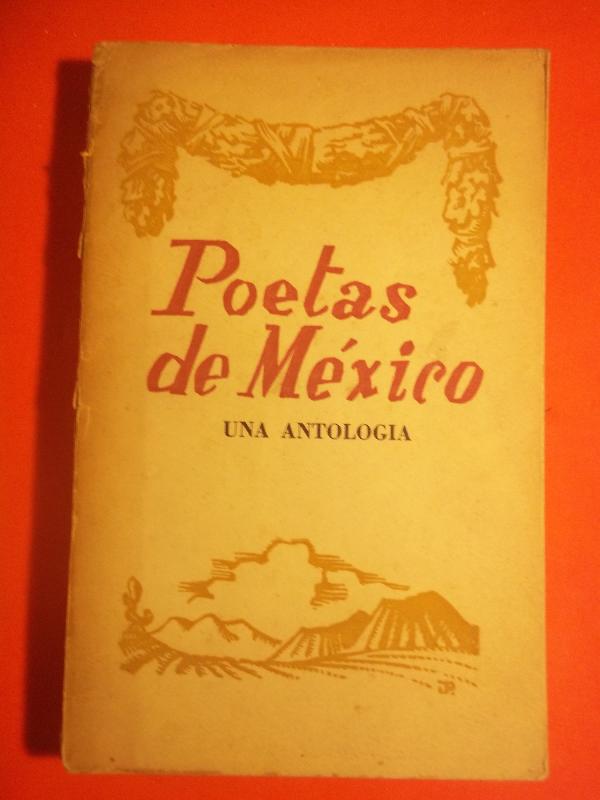 Poetas
de México
UNA ANTOLOGIA